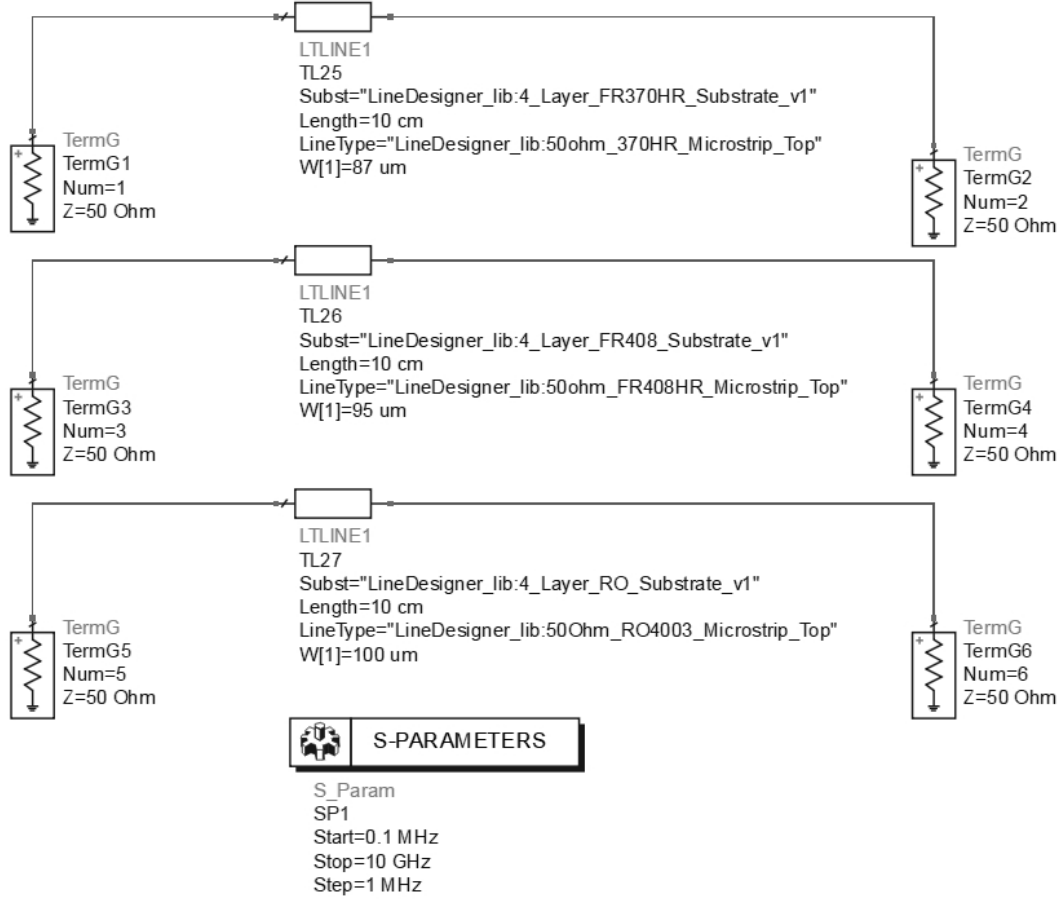 LTLINE1
TL25
Subst="LineDesigner_lib:4_Layer_FR370HR_Substrate_v1"
Length=10 cm
LineType="LineDesigner_lib:50ohm_370HR_Microstrip_Top"
W[1]=87 um
TermG
TermG1
Num=1
Z=50 Ohm
TermG
TermG2
Num=2
Z=50 Ohm
LTLINE1
TL26
Subst="LineDesigner_lib:4_Layer_FR408_Substrate_v1"
Length=10 cm
LineType="LineDesigner_lib:50ohm_FR408HR_Microstrip_Top"
W[1]=95 um
TermG
TermG3
Num=3
Z=50 Ohm
TermG
TermG4
Num=4
Z=50 Ohm
LTLINE1
TL27
Subst="LineDesigner_lib:4_Layer_RO_Substrate_v1"
Length=10 cm
LineType="LineDesigner_lib:50Ohm_RO4003_Microstrip_Top"
W[1]=100 um
TermG
TermG5
Num=5
Z=50 Ohm
TermG
TermG6
Num=6
Z=50 Ohm
S-PARAMETERS
S_Param
SP1
Start=0.1 MHz
Stop=10 GHz
Step=1 MHz